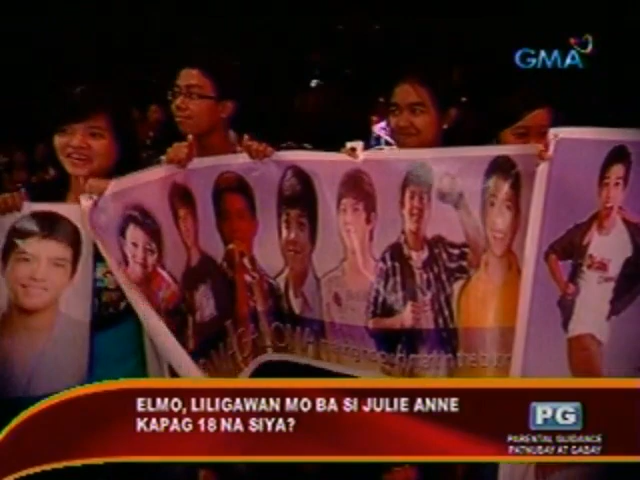 GMA
ELMO, LILIGAWAN MO BA SI JULIE ANNE
KAPAG 18 NA SIYA?
PG
PARENTAL GUIDANCE
PATNUBAY AT GABAY